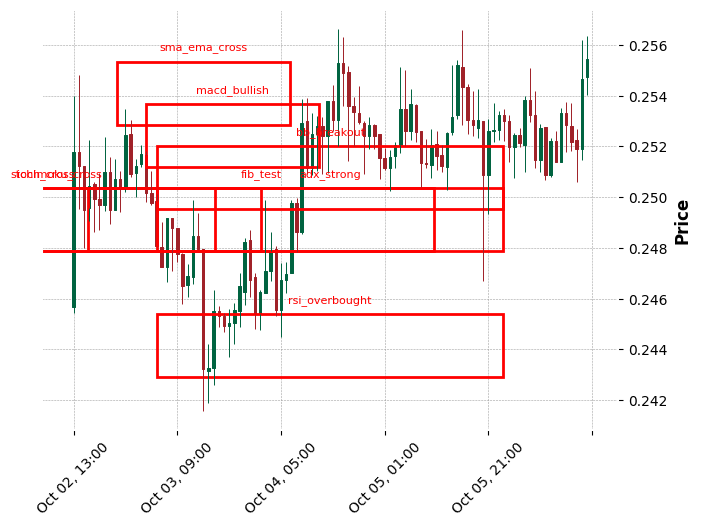 sma_ema_cross
macd_bullish
fib_test
adx_strong
rsi_overbought
0.256
0.254
0.252
0.250
0.248
0.246
0.244
0.242
Price
Oct 02, 13:00
Oct 03, 09:00
Oct 04, 05:00
Oct 05, 01:00
Oct 05, 21:00